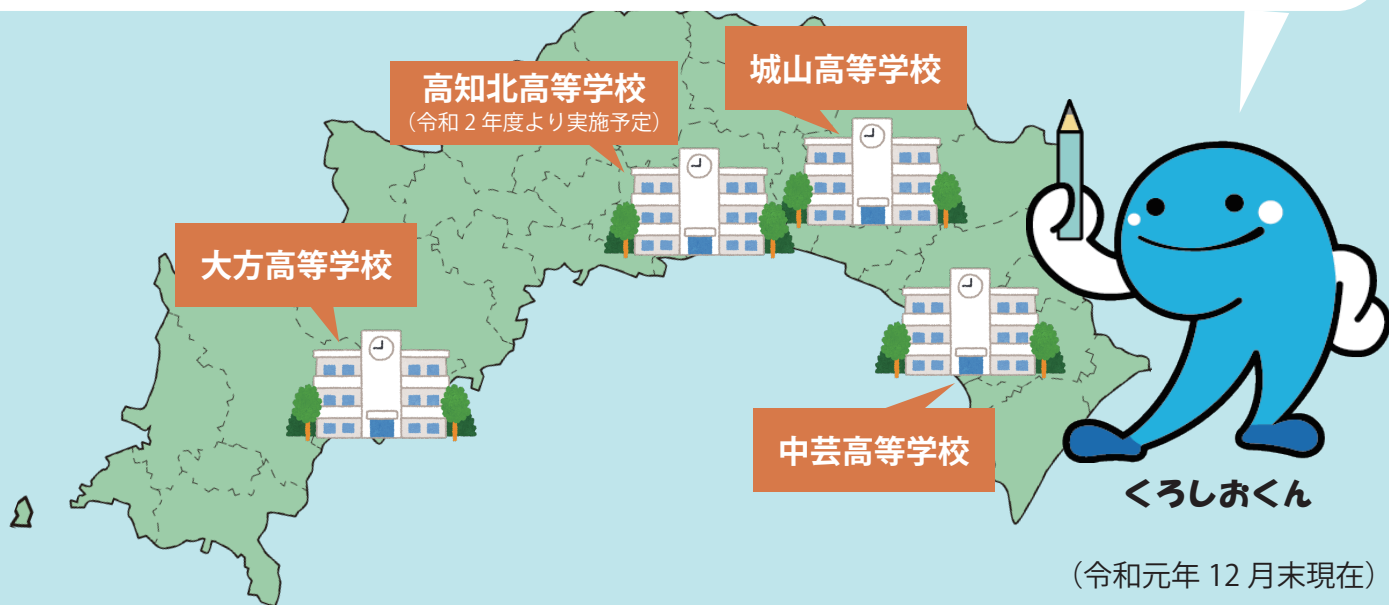 城山高等学校
高知北高等学校
（令和 2 年度より実施予定）
大方高等学校
中芸高等学校
くろしおくん
（令和元年 12 月末現在）